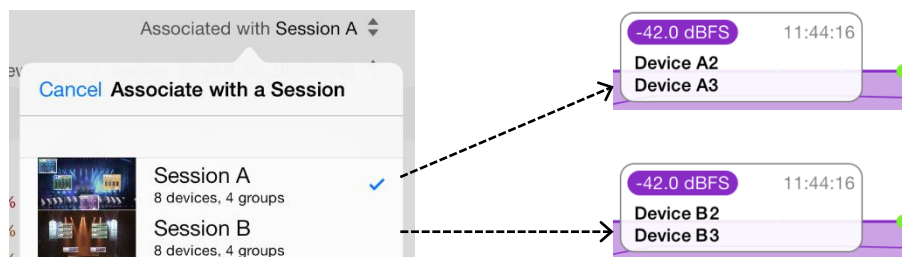 Associated with Session A
Cancel Associate with a Session
Session A
8 devices, 4 groups
Session B
8 devices, 4 groups
%
%
-42.0 dBFS 11:44:16
Device A2
Device A3
-42.0 dBFS 11:44:16
Device B2
Device B3